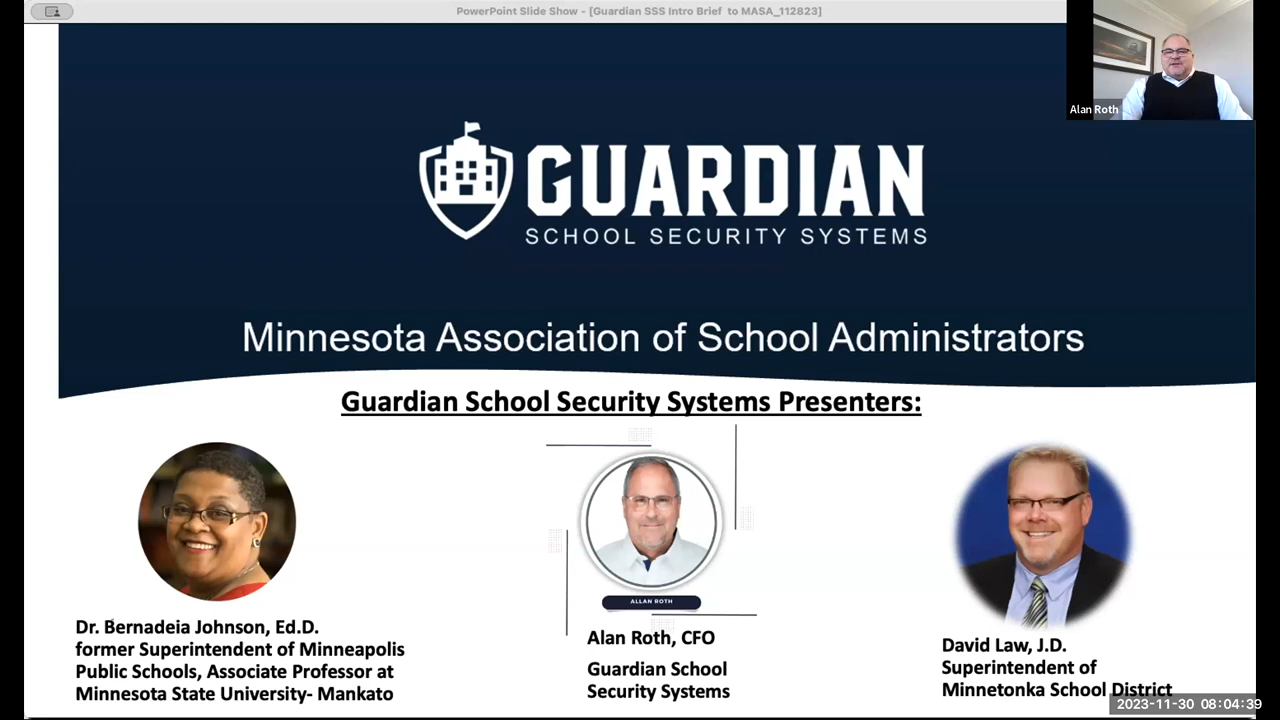 PowerPoint Slide Show - [Guardian SSS Intro Brief  to MASA_112823]
Alan Roth
GUARDIAN
SCHOOL SECURITY SYSTEMS
Minnesota Association of School Administrators
Guardian School Security Systems Presenters:
ALLAN ROTH
Dr. Bernadeia Johnson, Ed.D.
former Superintendent of Minneapolis
Public Schools, Associate Professor at
Minnesota State University- Mankato
Alan Roth, CFO
Guardian School
Security Systems
David Law, J.D.
Superintendent of
Minnetonka School District
2023-11-30 08:04:39